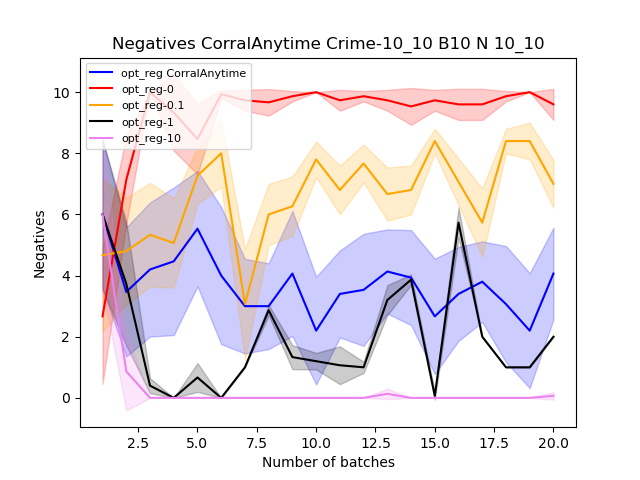 Negatives CorralAnytime Crime-10_10 B10 N 10_10
opt_reg CorralAnytime
opt_reg-0
opt_reg-0.1
opt_reg-1
opt_reg-10
Negatives
10
8
6
4
2
0
2.5 5.0 7.5 10.0 12.5 15.0 17.5 20.0
Number of batches